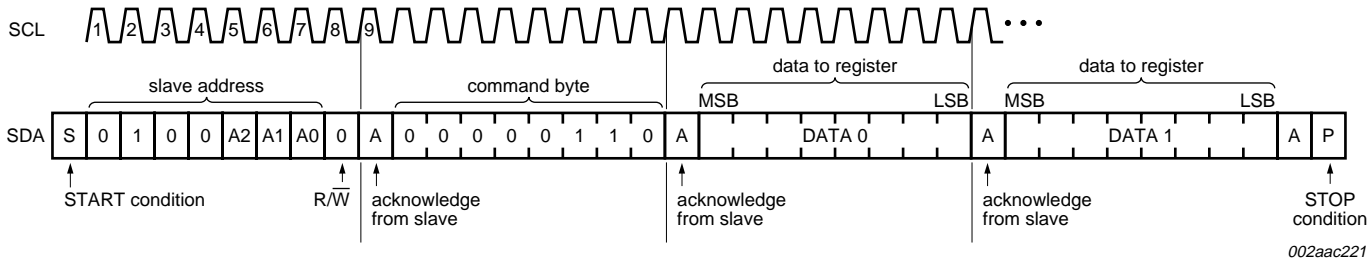 SCL 1 2 3 4 5 6 7 8 9 •••
slave address command byte data to register data to register
MSB LSB MSB LSB
SDA S 0 1 0 0 A2 A1 A0 0 A 0 0 0 0 0 1 1 0 A DATA 0 A DATA 1 A P
START condition R/W̅ acknowledge from slave acknowledge from slave acknowledge from slave STOP condition
002aac221